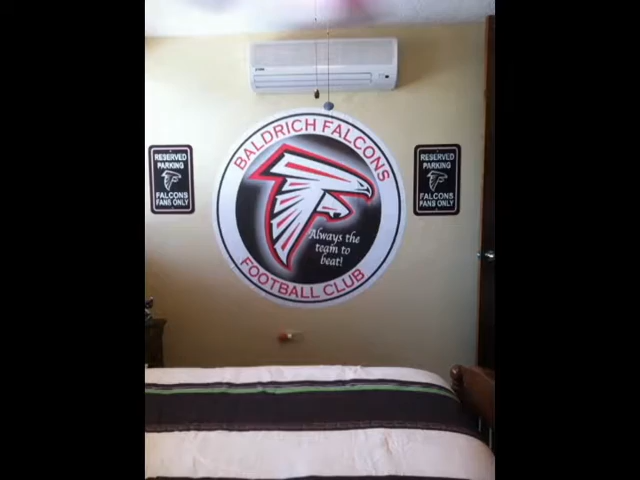 BALDRICH FALCONS
Always the
team to
beat!
FOOTBALL CLUB
RESERVED
PARKING
FALCONS
FANS ONLY
RESERVED
PARKING
FALCONS
FANS ONLY